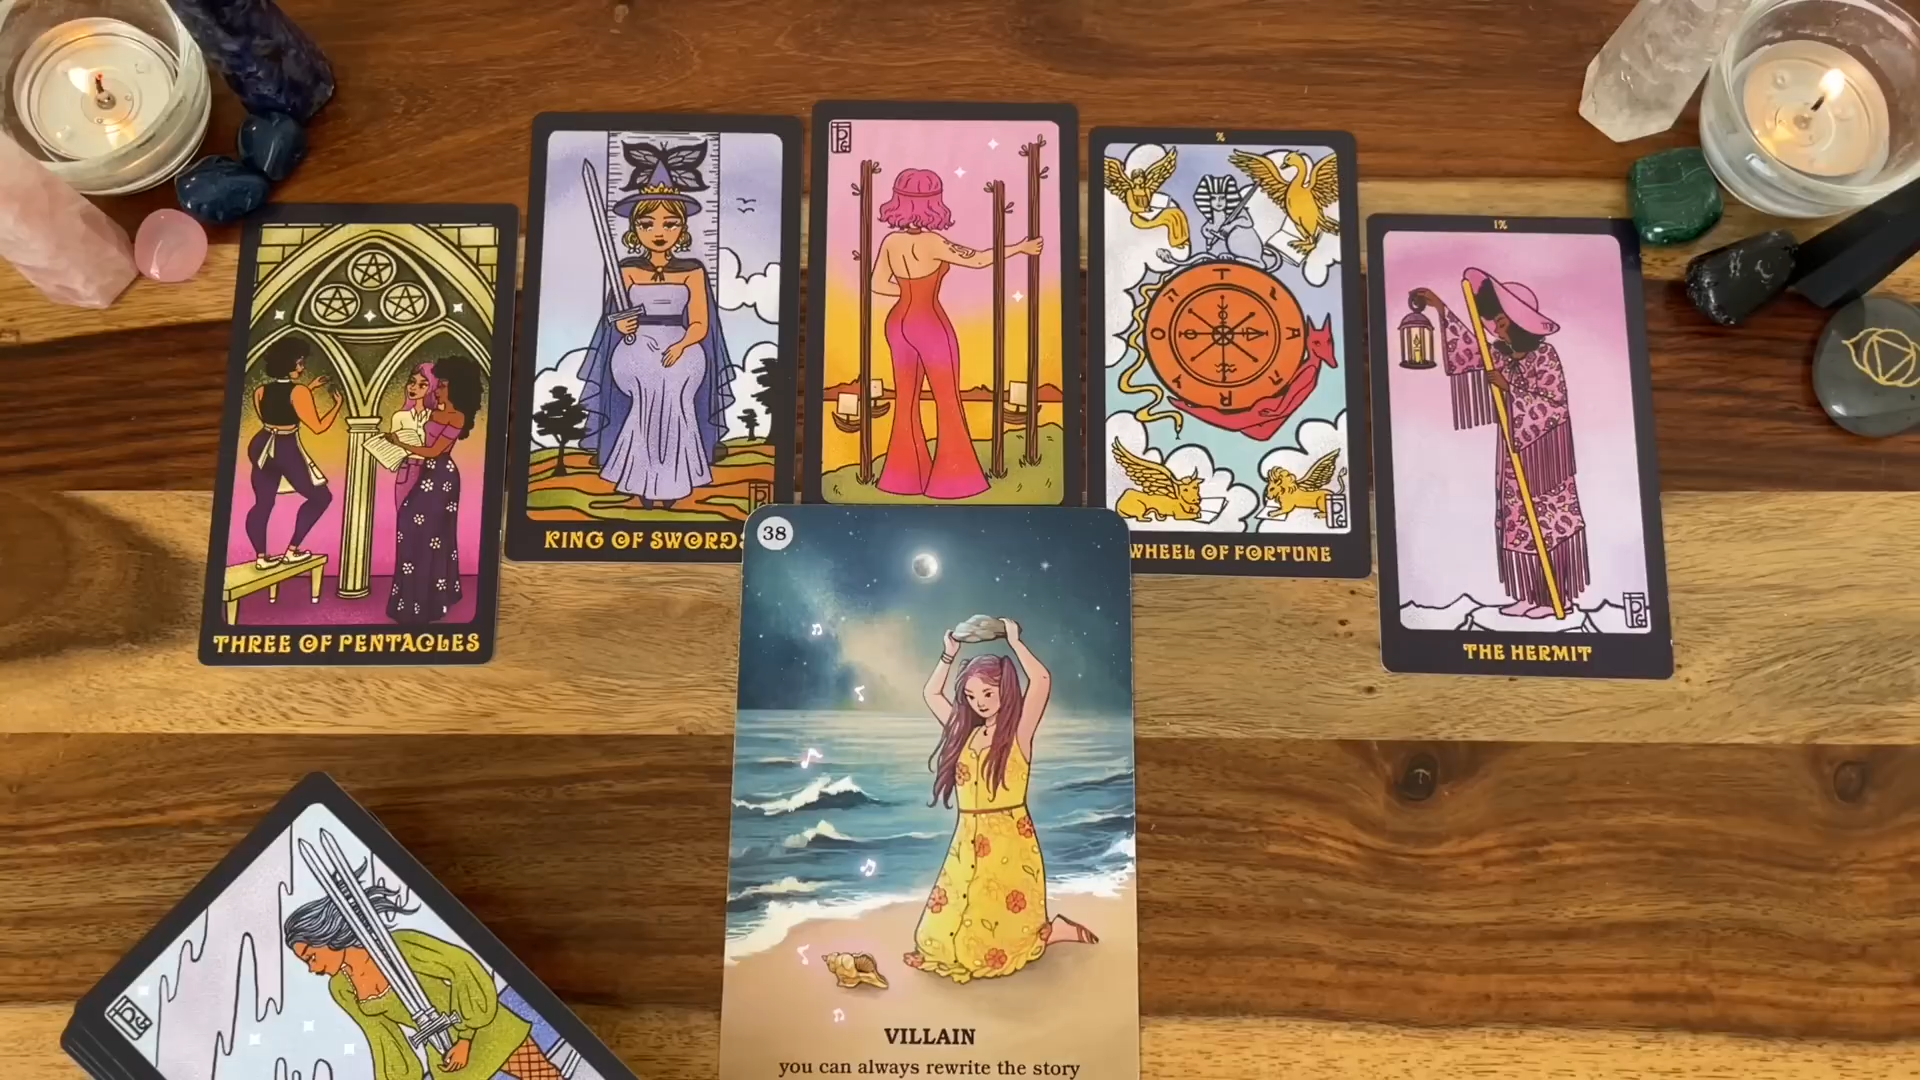 THREE OF PENTACLES
KING OF SWORDS
WHEEL OF FORTUNE
THE HERMIT
38
VILLAIN
you can always rewrite the story